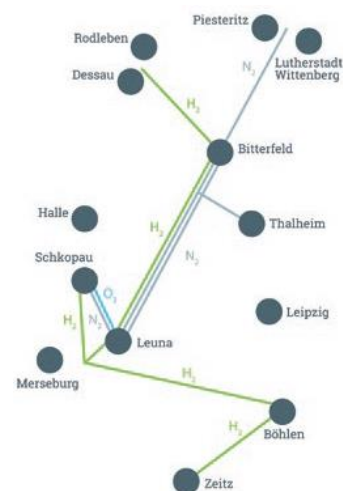 Piesteritz
Rodleben
Lutherstadt
Wittenberg
Dessau
N₂
H₂
Bitterfeld
Halle
H₂
Thalheim
N₂
Schkopau
O₂
H₂
N₂
Leipzig
Leuna
Merseburg
H₂
H₂
Böhlen
Zeitz